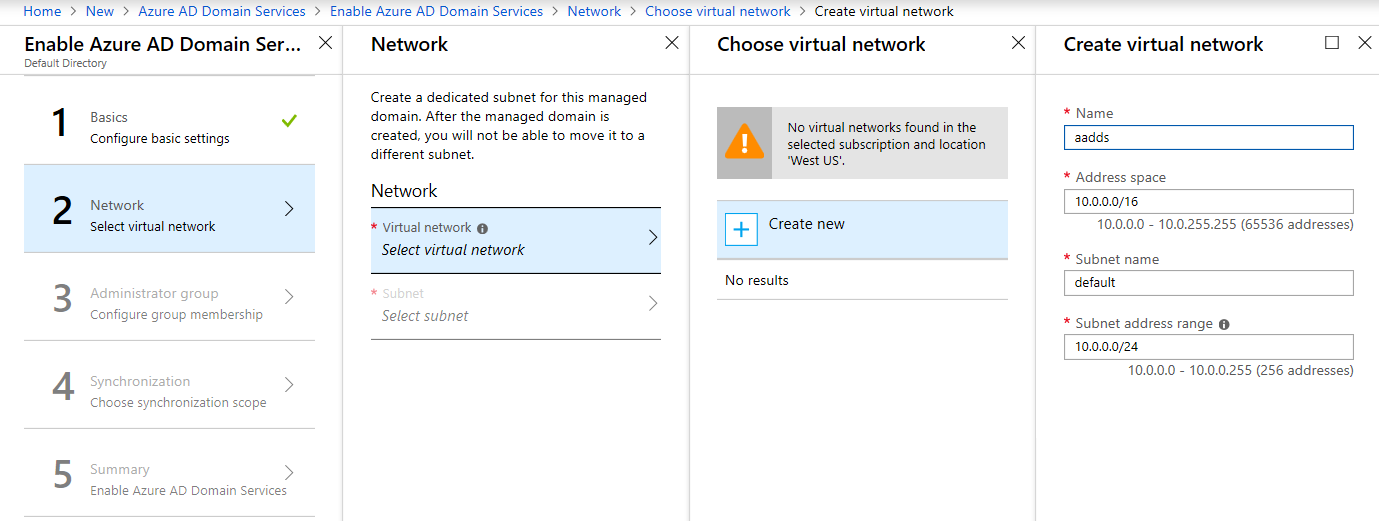 Home > New > Azure AD Domain Services > Enable Azure AD Domain Services > Network > Choose virtual network > Create virtual network
Enable Azure AD Domain Ser...
Default Directory
1
Basics
Configure basic settings
2
Network
Select virtual network
3
Administrator group
Configure group membership
4
Synchronization
Choose synchronization scope
5
Summary
Enable Azure AD Domain Services
Network
Create a dedicated subnet for this managed
domain. After the managed domain is
created, you will not be able to move it to a
different subnet.
Network
* Virtual network
Select virtual network
* Subnet
Select subnet
Choose virtual network
No virtual networks found in the
selected subscription and location
'West US'.
Create new
No results
Create virtual network
* Name
aadds
* Address space
10.0.0.0/16
10.0.0.0 - 10.0.255.255 (65536 addresses)
* Subnet name
default
* Subnet address range
10.0.0.0/24
10.0.0.0 - 10.0.0.255 (256 addresses)